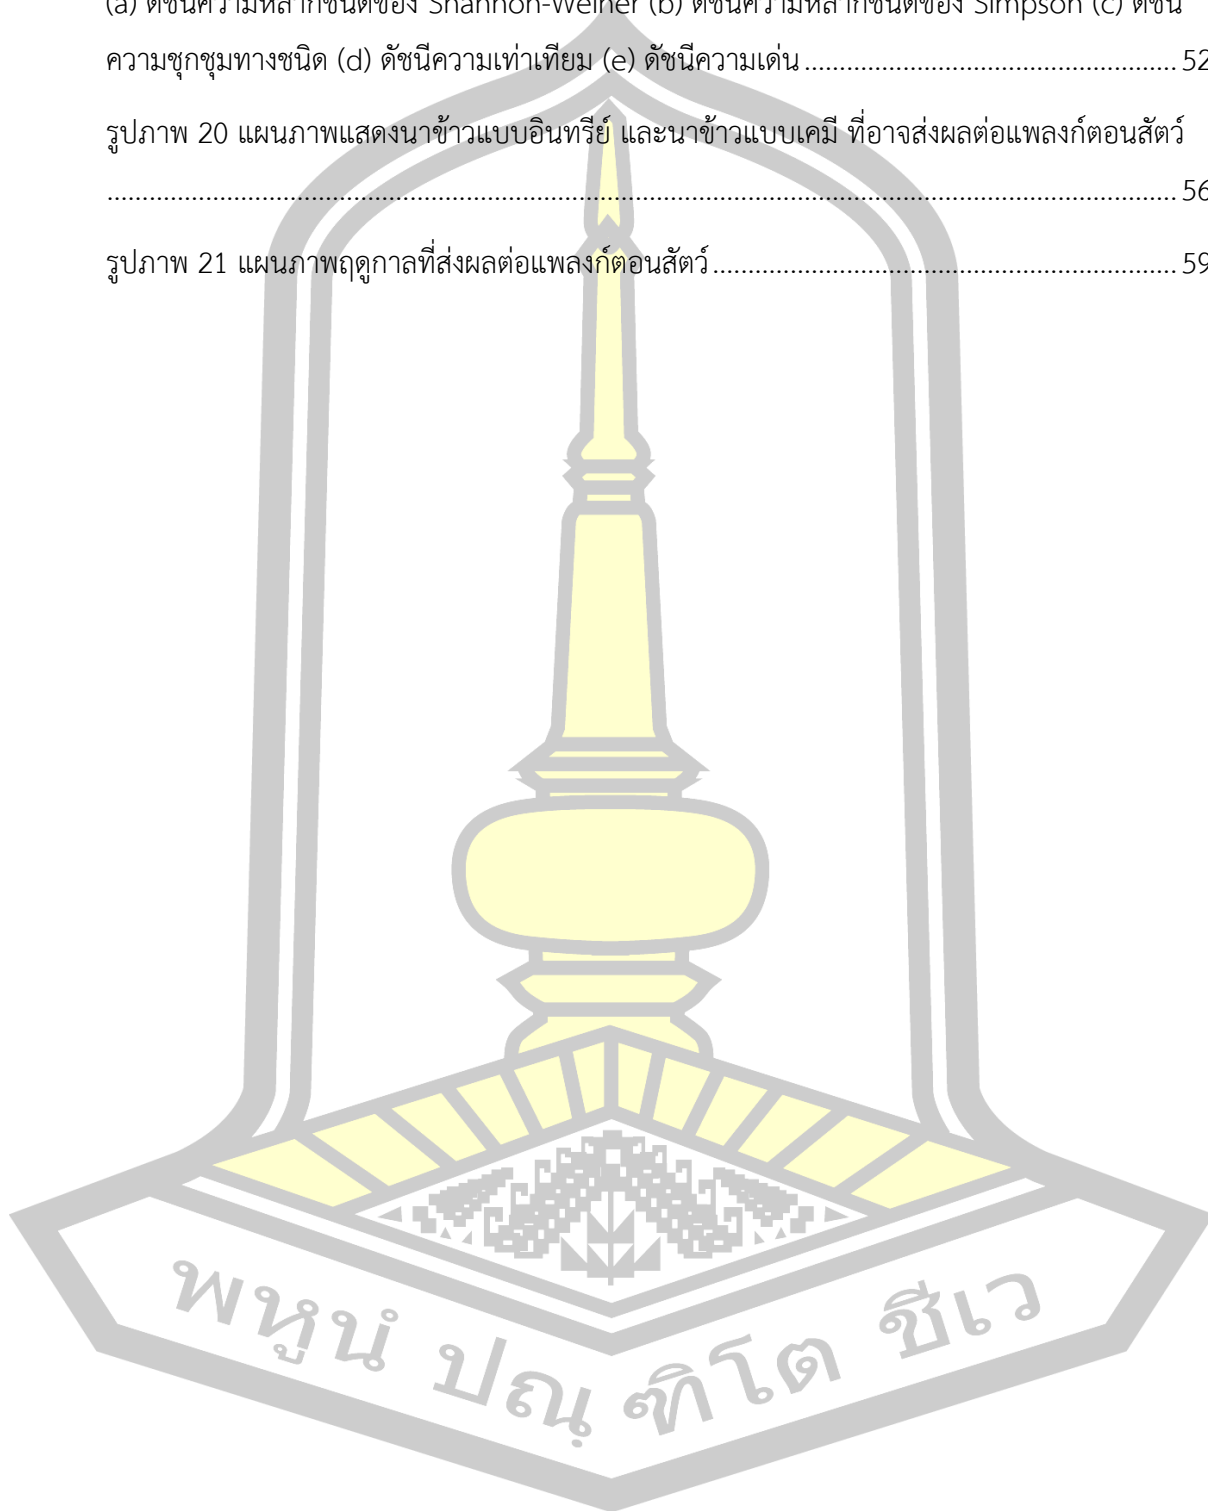 (a) ดัชนีความหลากชนิดของ Shannon-Weiner (b) ดัชนีความหลากชนิดของ Simpson (c) ดัชนี
ความชุกชุมทางชนิด (d) ดัชนีความเท่าเทียม (e) ดัชนีความเด่น ..................................................... 52
รูปภาพ 20 แผนภาพแสดงนาข้าวแบบอินทรีย์ และนาข้าวแบบเคมี ที่อาจส่งผลต่อแพลงก์ตอนสัตว์
......................................................................................................................................................... 56
รูปภาพ 21 แผนภาพฤดูกาลที่ส่งผลต่อแพลงก์ตอนสัตว์ .................................................................. 59
พหูนํ ปณฺฑิโต ชีเว